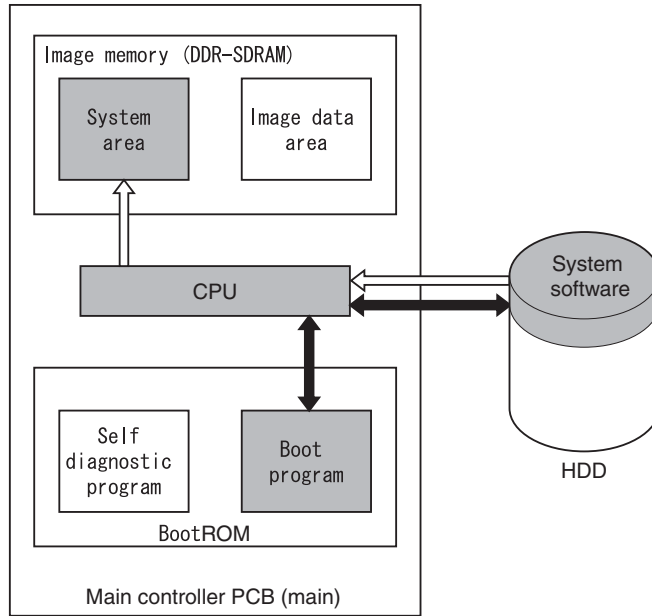 Image memory (DDR-SDRAM)
System
area
Image data
area
CPU
System
software
Self
diagnostic
program
Boot
program
BootROM
HDD
Main controller PCB (main)